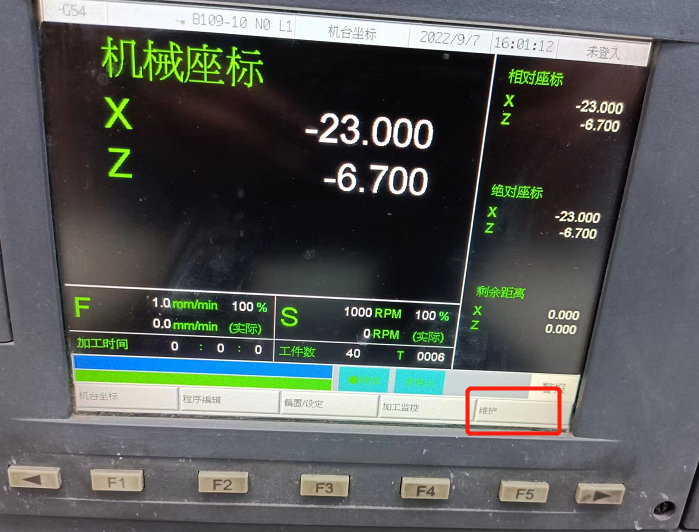 G54 B109-10 N0 L1 机台坐标 2022/9/7 16:01:12 未登入
机械座标
X -23.000
Z -6.700
相对座标
X -23.000
Z -6.700
绝对座标
X -23.000
Z -6.700
剩余距离
X 0.000
Z 0.000
F 1.0 mm/min 100 %
0.0 mm/min (实际)
S 1000 RPM 100 %
0 RPM (实际)
加工时间 0 : 0 : 0
工件数 40 T 0006
机台坐标 程序编辑 偏置/设定 加工监控 维护
F1 F2 F3 F4 F5